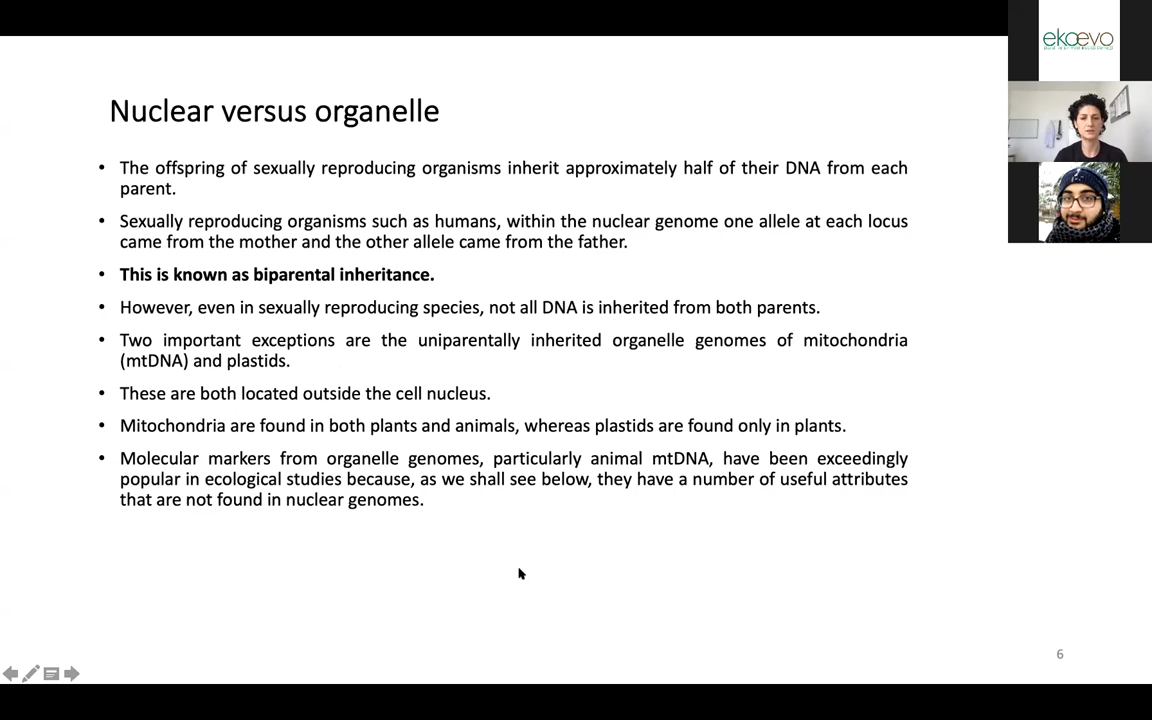 Nuclear versus organelle
• The offspring of sexually reproducing organisms inherit approximately half of their DNA from each
parent.
• Sexually reproducing organisms such as humans, within the nuclear genome one allele at each locus
came from the mother and the other allele came from the father.
• This is known as biparental inheritance.
• However, even in sexually reproducing species, not all DNA is inherited from both parents.
• Two important exceptions are the uniparentally inherited organelle genomes of mitochondria
(mtDNA) and plastids.
• These are both located outside the cell nucleus.
• Mitochondria are found in both plants and animals, whereas plastids are found only in plants.
• Molecular markers from organelle genomes, particularly animal mtDNA, have been exceedingly
popular in ecological studies because, as we shall see below, they have a number of useful attributes
that are not found in nuclear genomes.
6
ekoevo